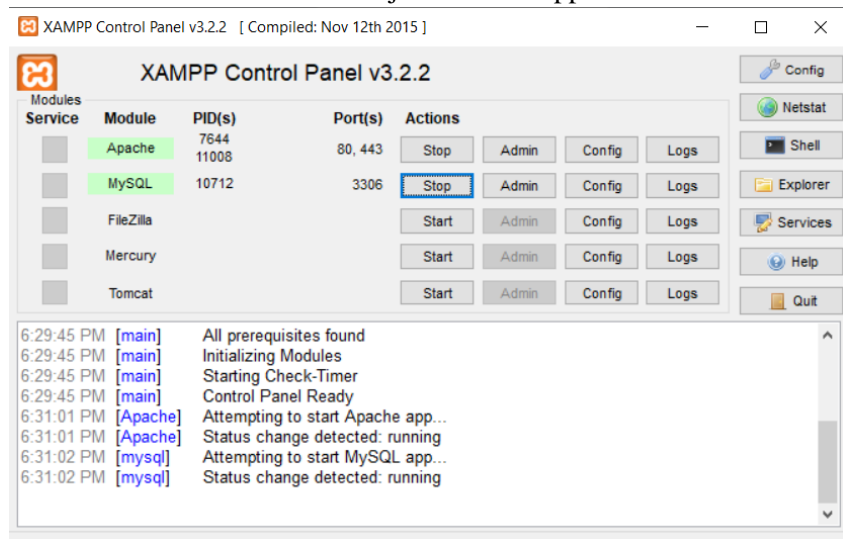 XAMPP Control Panel v3.2.2 [ Compiled: Nov 12th 2015 ]
XAMPP Control Panel v3.2.2
Config
Modules
Service Module PID(s) Port(s) Actions
Netstat
Apache 7644 11008 80, 443 Stop Admin Config Logs
Shell
MySQL 10712 3306 Stop Admin Config Logs
Explorer
FileZilla Start Admin Config Logs
Services
Mercury Start Admin Config Logs
Help
Tomcat Start Admin Config Logs
Quit
6:29:45 PM [main] All prerequisites found
6:29:45 PM [main] Initializing Modules
6:29:45 PM [main] Starting Check-Timer
6:29:45 PM [main] Control Panel Ready
6:31:01 PM [Apache] Attempting to start Apache app...
6:31:01 PM [Apache] Status change detected: running
6:31:02 PM [mysql] Attempting to start MySQL app...
6:31:02 PM [mysql] Status change detected: running